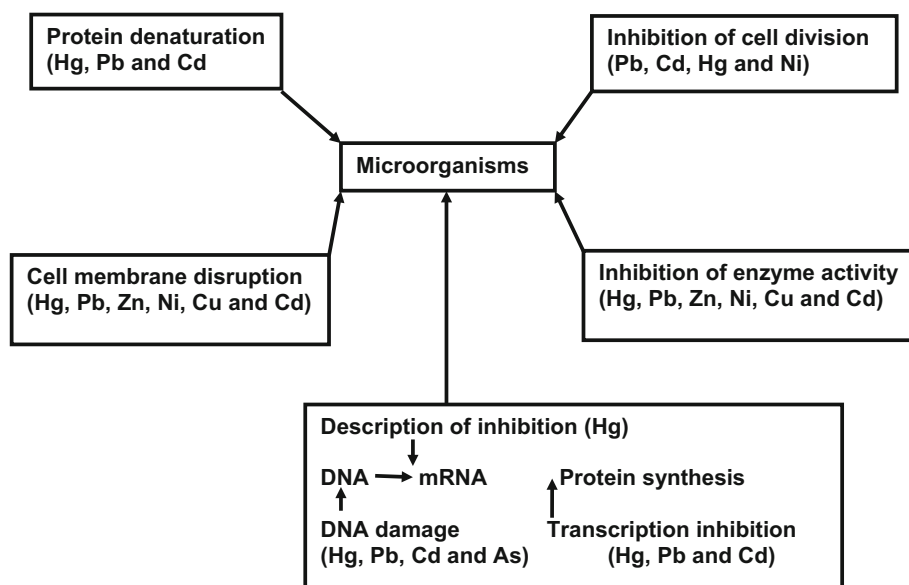 Protein denaturation
(Hg, Pb and Cd
Inhibition of cell division
(Pb, Cd, Hg and Ni)
Microorganisms
Cell membrane disruption
(Hg, Pb, Zn, Ni, Cu and Cd)
Inhibition of enzyme activity
(Hg, Pb, Zn, Ni, Cu and Cd)
Description of inhibition (Hg)
DNA mRNA
Protein synthesis
DNA damage
(Hg, Pb, Cd and As)
Transcription inhibition
(Hg, Pb and Cd)